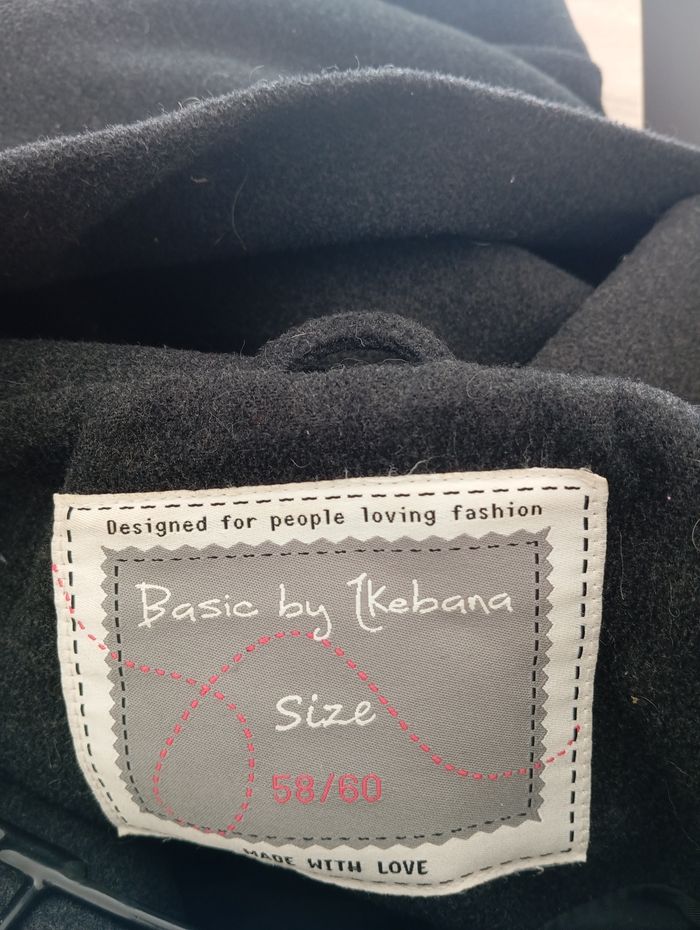 Designed for people loving fashion
Basic by Ikebana
Size
58/60
MADE WITH LOVE